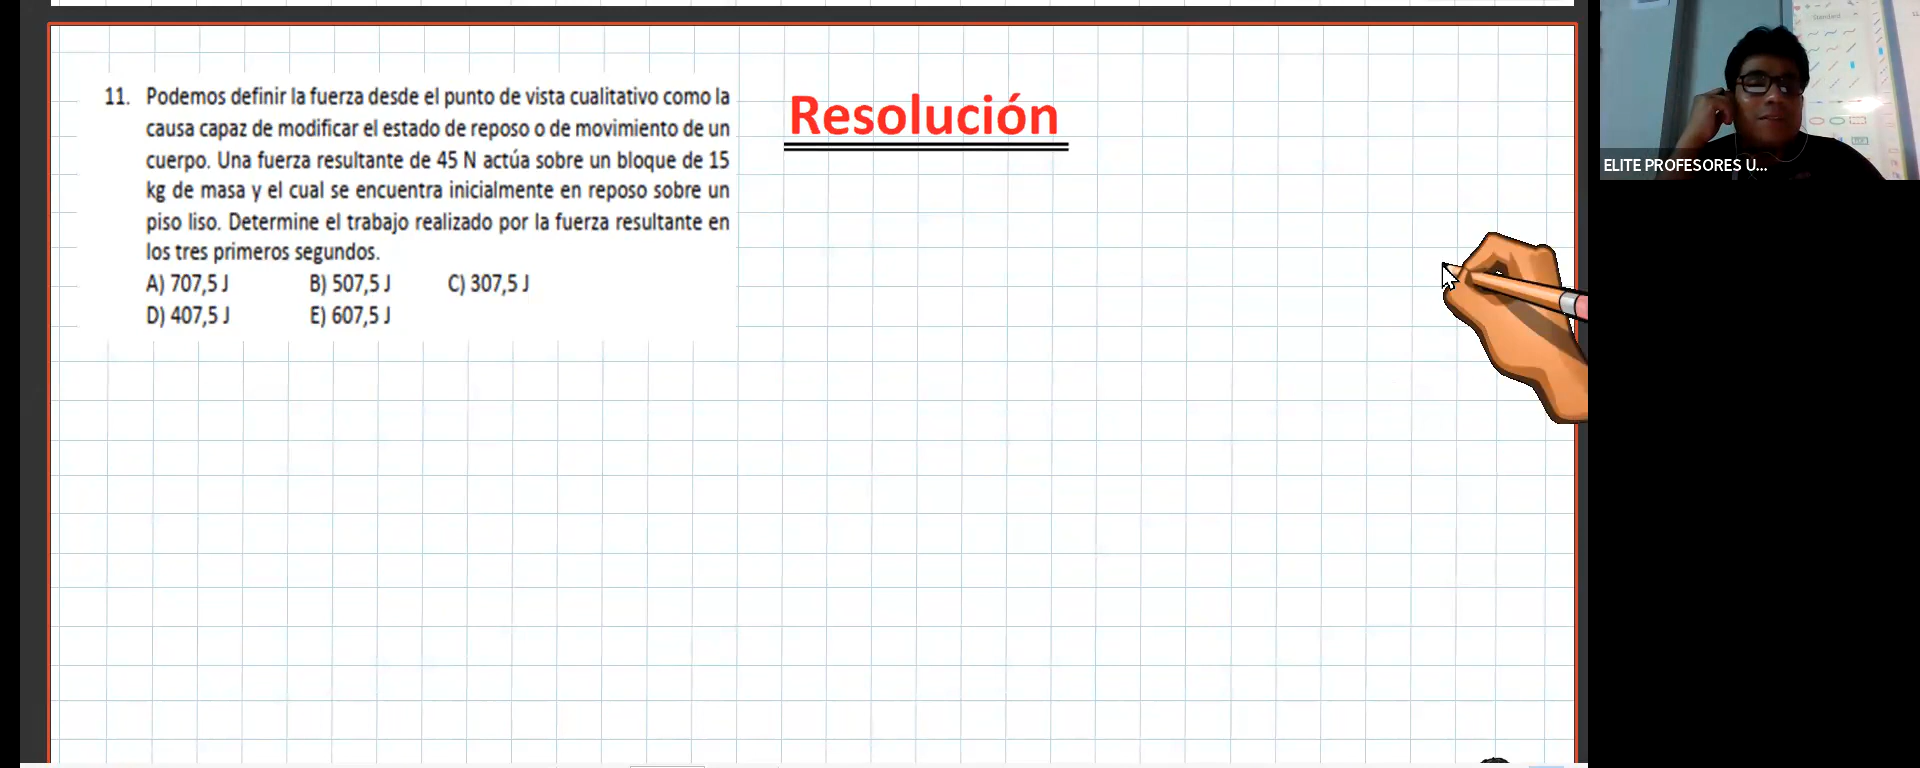 11. Podemos definir la fuerza desde el punto de vista cualitativo como la
causa capaz de modificar el estado de reposo o de movimiento de un
cuerpo. Una fuerza resultante de 45 N actúa sobre un bloque de 15
kg de masa y el cual se encuentra inicialmente en reposo sobre un
piso liso. Determine el trabajo realizado por la fuerza resultante en
los tres primeros segundos.
A) 707,5 J B) 507,5 J C) 307,5 J
D) 407,5 J E) 607,5 J
Resolución
Standard
ELITE PROFESORES U...